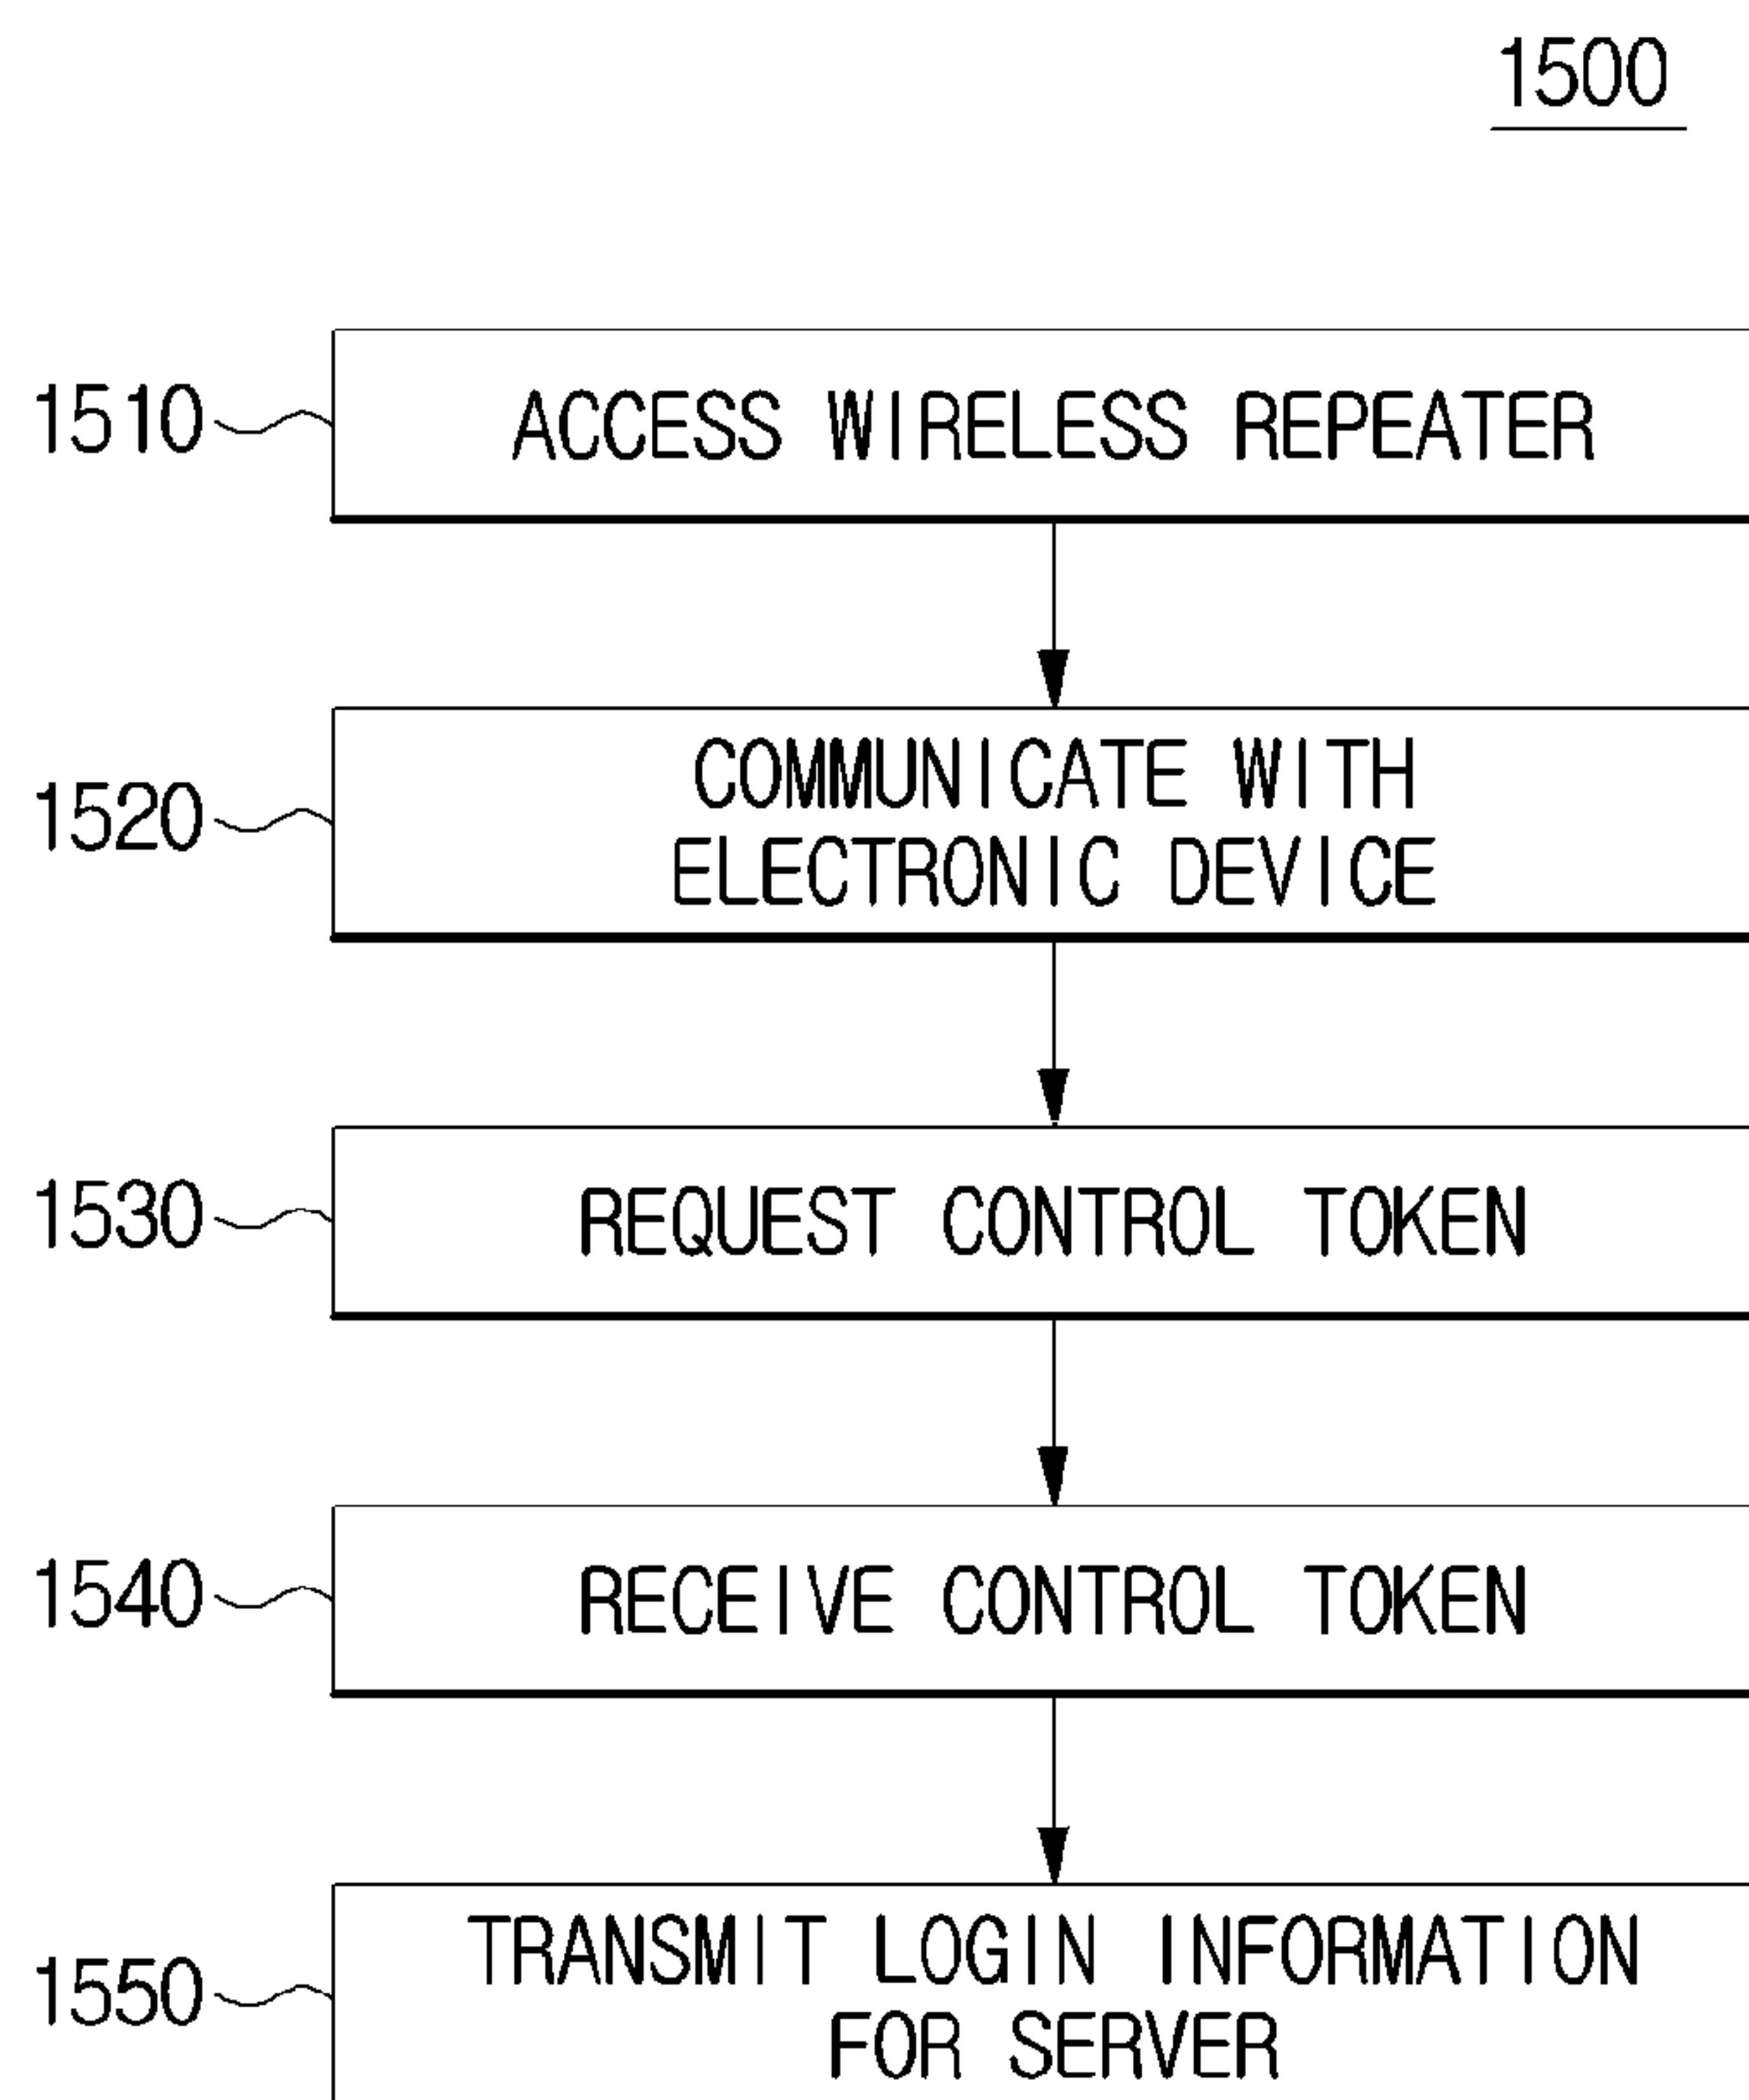 1500
1510
ACCESS WIRELESS REPEATER
1520
COMMUNICATE WITH
ELECTRONIC DEVICE
1530
REQUEST CONTROL TOKEN
1540
RECEIVE CONTROL TOKEN
1550
TRANSMIT LOGIN INFORMATION
FOR SERVER